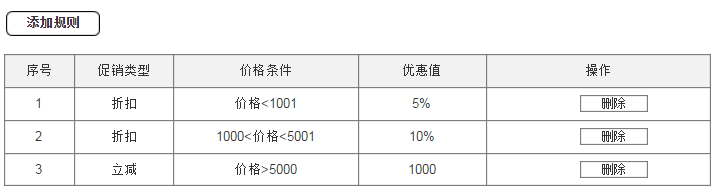 添加规则
序号 促销类型 价格条件 优惠值 操作
1 折扣 价格<1001 5% 删除
2 折扣 1000<价格<5001 10% 删除
3 立减 价格>5000 1000 删除